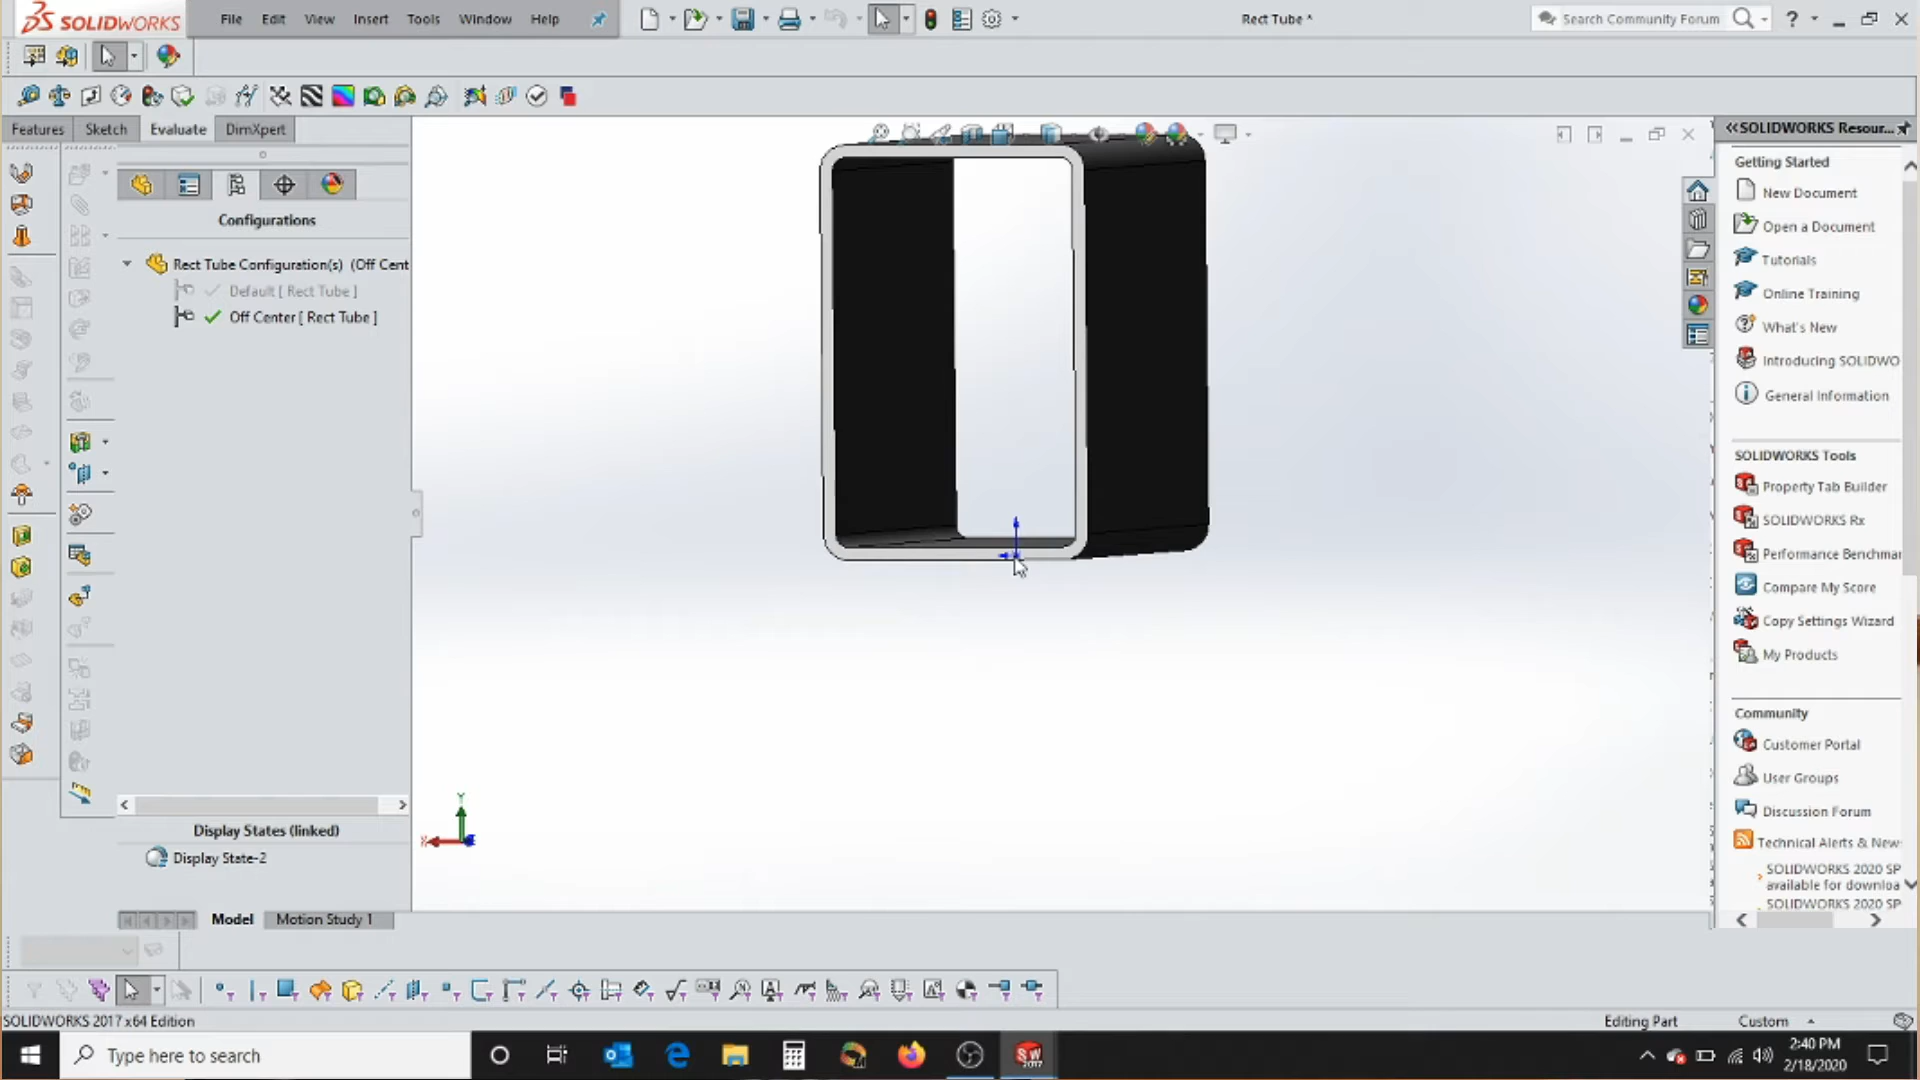 SOLIDWORKS File Edit View Insert Tools Window Help Rect Tube * Search Community Forum ?
Features Sketch Evaluate DimXpert
Configurations
Rect Tube Configuration(s) (Off Cent
Default [ Rect Tube ]
Off Center [ Rect Tube ]
Display States (linked)
Display State-2
Y
X
Model Motion Study 1
SOLIDWORKS Resour...
Getting Started
New Document
Open a Document
Tutorials
Online Training
What's New
Introducing SOLIDWO
General Information
SOLIDWORKS Tools
Property Tab Builder
SOLIDWORKS Rx
Performance Benchmar
Compare My Score
Copy Settings Wizard
My Products
Community
Customer Portal
User Groups
Discussion Forum
Technical Alerts & News
SOLIDWORKS 2020 SP
available for downloa
SOLIDWORKS 2020 SP
SOLIDWORKS 2017 x64 Edition Editing Part Custom
Type here to search
2:40 PM
2/18/2020